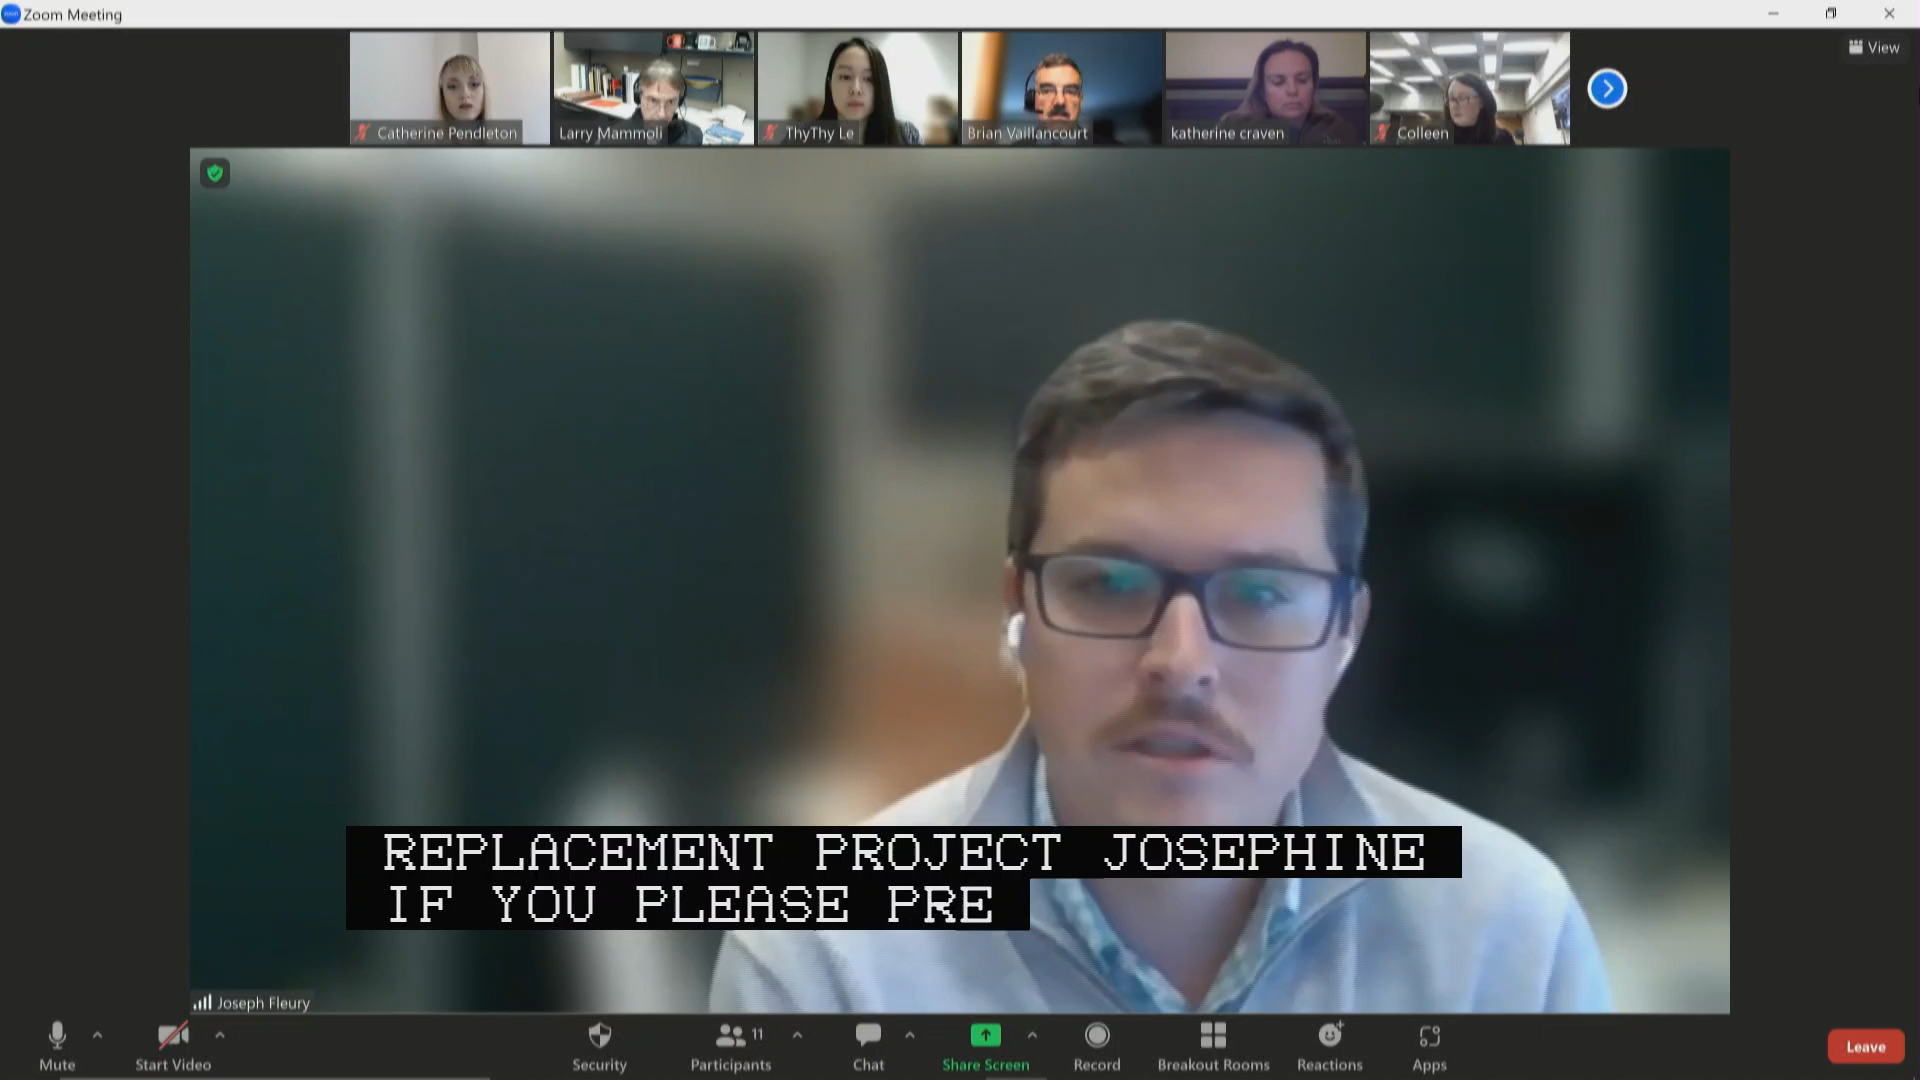 Zoom Meeting
View
Catherine Pendleton
Larry Mammoli
ThyThy Le
Brian Vaillancourt
katherine craven
Colleen
REPLACEMENT PROJECT JOSEPHINE
IF YOU PLEASE PRE
Joseph Fleury
Mute
Start Video
Security
11
Participants
Chat
Share Screen
Record
Breakout Rooms
Reactions
Apps
Leave